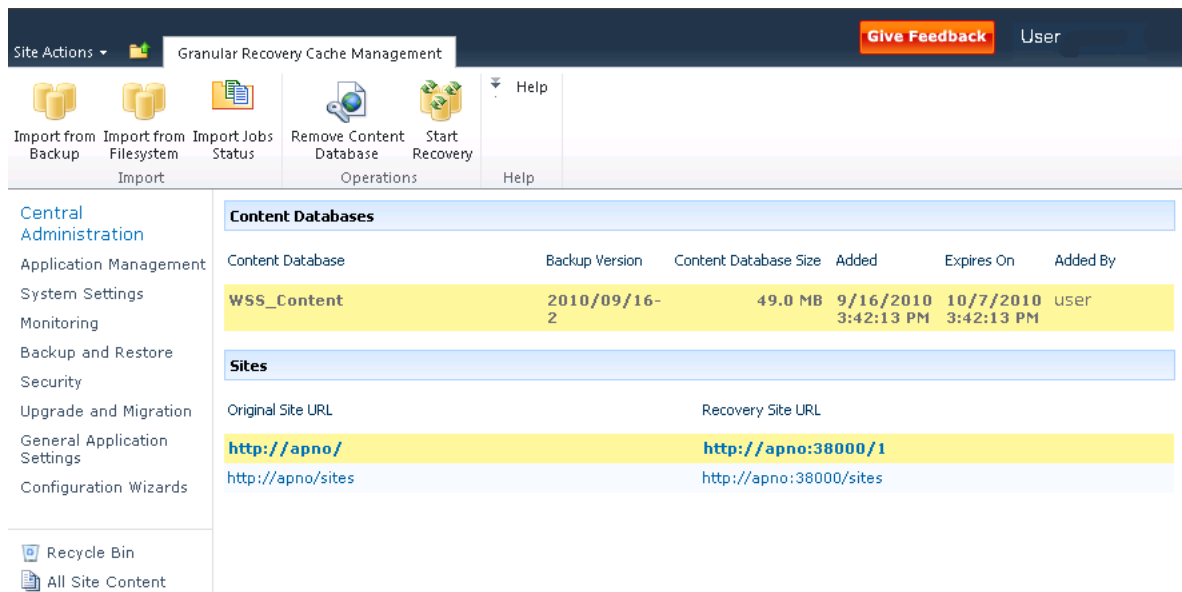 Give Feedback User
Site Actions Granular Recovery Cache Management
Help
Import from Import from Import Jobs Remove Content Start
Backup Filesystem Status Database Recovery
Import Operations Help
Central
Administration
Application Management
System Settings
Monitoring
Backup and Restore
Security
Upgrade and Migration
General Application
Settings
Configuration Wizards
Recycle Bin
All Site Content
Content Databases
Content Database Backup Version Content Database Size Added Expires On Added By
WSS_Content 2010/09/16- 49.0 MB 9/16/2010 10/7/2010 user
2 3:42:13 PM 3:42:13 PM
Sites
Original Site URL Recovery Site URL
http://apno/ http://apno:38000/1
http://apno/sites http://apno:38000/sites